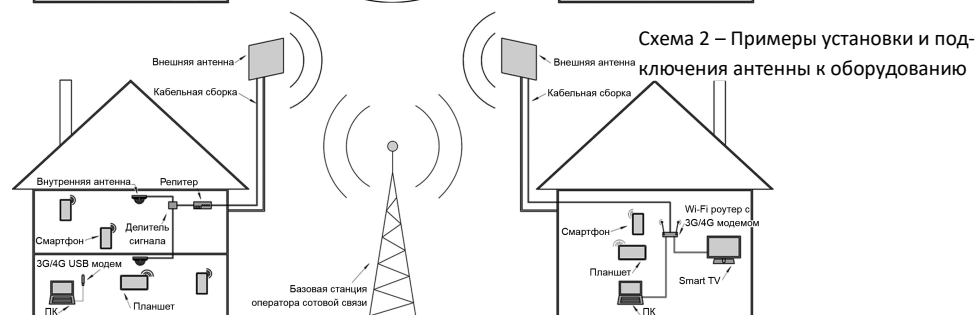 Схема 2 – Примеры установки и под-
ключения антенны к оборудованию
Внешняя антенна
Кабельная сборка
Внутренняя антенна
Репитер
Смартфон
Делитель
сигнала
3G/4G USB модем
ПК
Планшет
Базовая станция
оператора сотовой связи
Внешняя антенна
Кабельная сборка
Wi-Fi роутер с
3G/4G модемом
Смартфон
Планшет
Smart TV
ПК